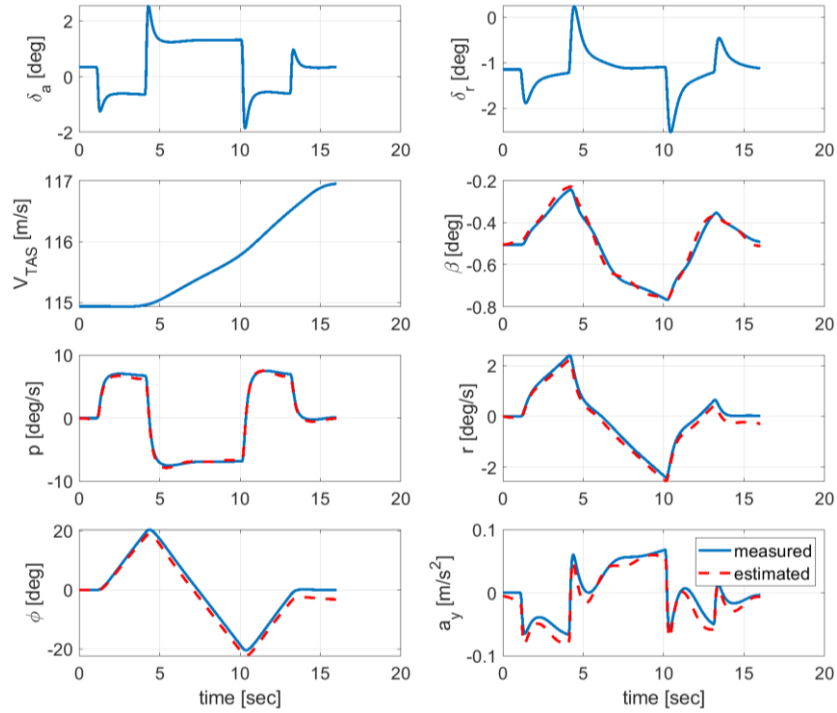 δa [deg]
2
0
-2
0 5 10 15 20
δr [deg]
0
-1
-2
0 5 10 15 20
VTAS [m/s]
117
116
115
0 5 10 15 20
β [deg]
-0.2
-0.4
-0.6
-0.8
0 5 10 15 20
p [deg/s]
10
0
-10
0 5 10 15 20
r [deg/s]
2
0
-2
0 5 10 15 20
ϕ [deg]
20
0
-20
0 5 10 15 20
time [sec]
ay [m/s²]
0.1
0
-0.1
0 5 10 15 20
time [sec]
measured
estimated